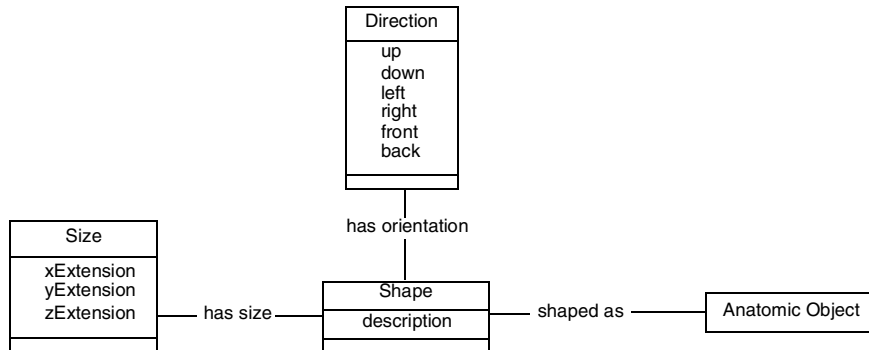 Direction
up
down
left
right
front
back
has orientation
Size
xExtension
yExtension
zExtension
has size
Shape
description
shaped as
Anatomic Object